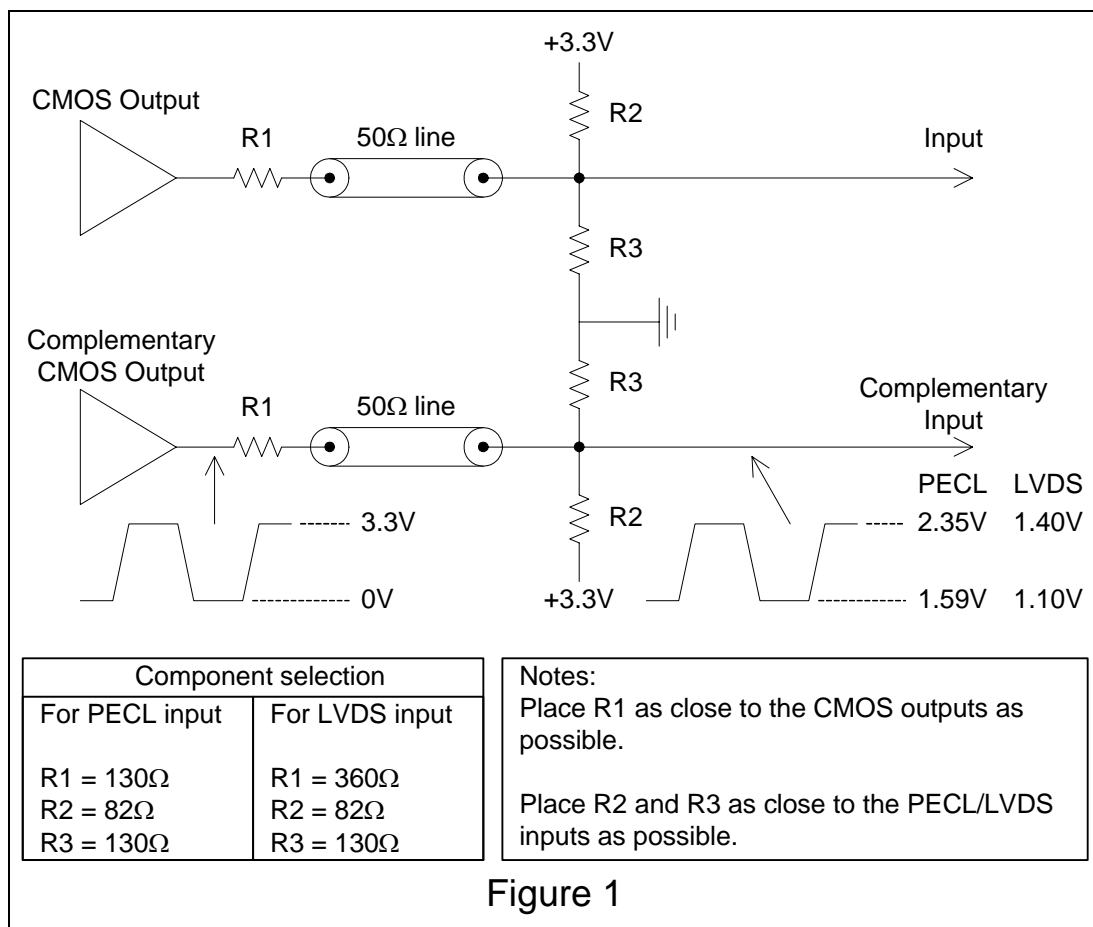 +3.3V
CMOS Output
R1
50Ω line
R2
Input
R3
Complementary
CMOS Output
R1
50Ω line
R3
Complementary
Input
R2
PECL LVDS
3.3V
2.35V 1.40V
0V
+3.3V
1.59V 1.10V
Component selection
For PECL input
R1 = 130Ω
R2 = 82Ω
R3 = 130Ω
For LVDS input
R1 = 360Ω
R2 = 82Ω
R3 = 130Ω
Notes:
Place R1 as close to the CMOS outputs as
possible.
Place R2 and R3 as close to the PECL/LVDS
inputs as possible.
Figure 1